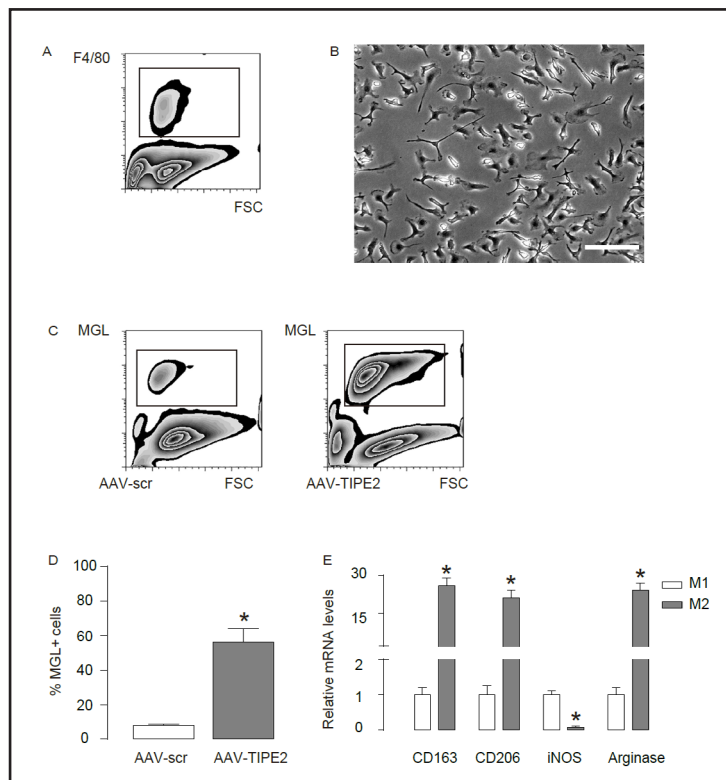 A
F4/80
FSC
B
C
MGL
AAV-scr
FSC
MGL
AAV-TIPE2
FSC
D
% MGL+ cells
100
80
60
40
20
0
*
AAV-scr
AAV-TIPE2
E
Relative mRNA levels
30
15
2
1
0
*
*
*
*
M1
M2
CD163
CD206
iNOS
Arginase